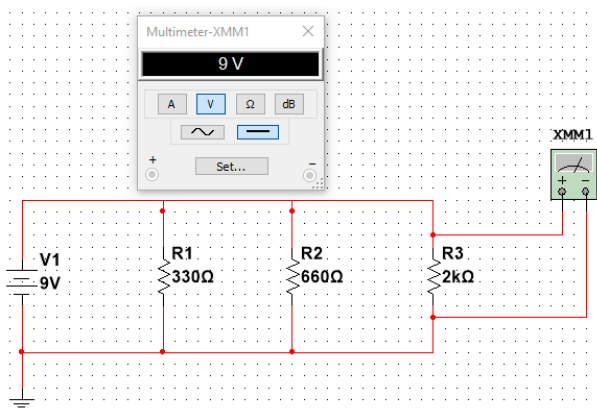 Multimeter-XMM1
9 V
A V Ω dB
+ Set... -
XMM1
+ -
V1
9V
R1
330Ω
R2
660Ω
R3
2kΩ